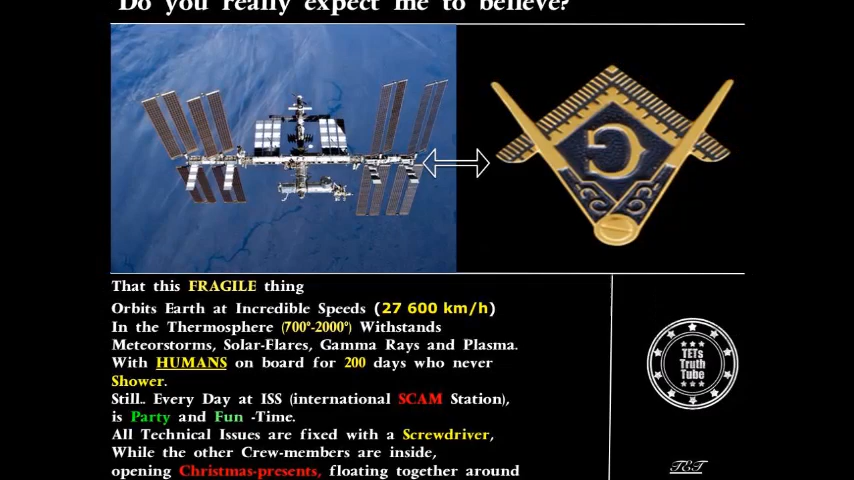 Do you really expect me to believe?
G
That this FRAGILE thing
Orbits Earth at Incredible Speeds (27 600 km/h)
In the Thermosphere (700°-2000°) Withstands
Meteorstorms, Solar-Flares, Gamma Rays and Plasma.
With HUMANS on board for 200 days who never
Shower.
Still.. Every Day at ISS (international SCAM Station),
is Party and Fun -Time.
All Technical Issues are fixed with a Screwdriver,
While the other Crew-members are inside,
opening Christmas-presents, floating together around
TETs
Truth
Tube
TET